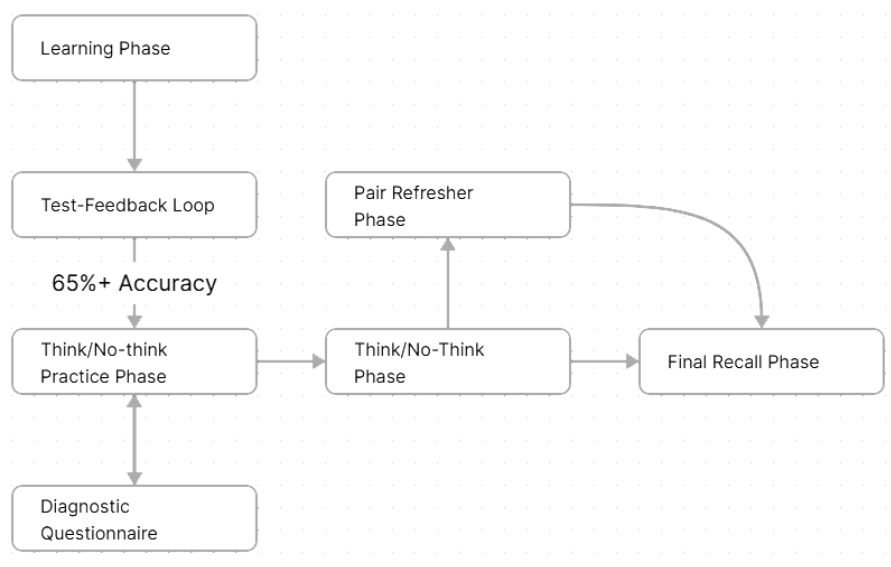 Learning Phase
Test-Feedback Loop
65%+ Accuracy
Think/No-think
Practice Phase
Diagnostic
Questionnaire
Pair Refresher
Phase
Think/No-Think
Phase
Final Recall Phase